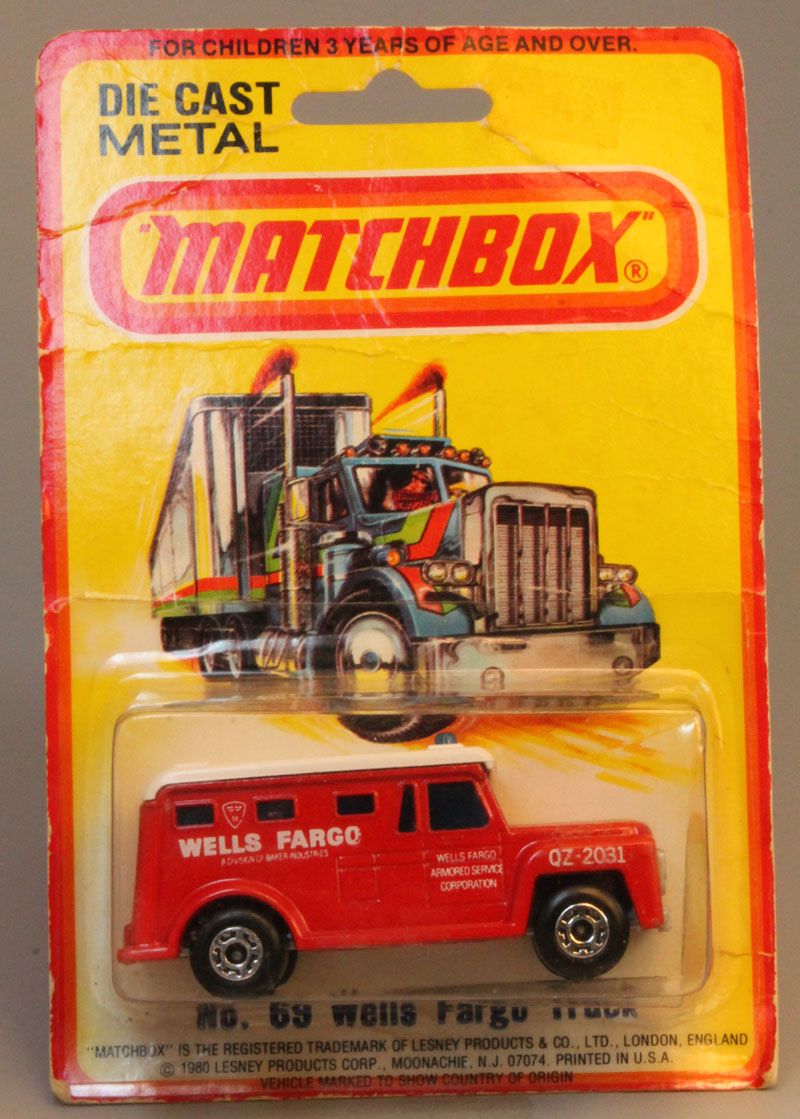 FOR CHILDREN 3 YEARS OF AGE AND OVER.
DIE CAST
METAL
"MATCHBOX"®
WELLS FARGO
A DIVISION OF BAKER INDUSTRIES
WELLS FARGO
ARMORED SERVICE
CORPORATION
QZ-2031
No. 69 Wells Fargo Truck
"MATCHBOX" IS THE REGISTERED TRADEMARK OF LESNEY PRODUCTS & CO., LTD., LONDON, ENGLAND
© 1980 LESNEY PRODUCTS CORP., MOONACHIE, N.J. 07074. PRINTED IN U.S.A.
VEHICLE MARKED TO SHOW COUNTRY OF ORIGIN